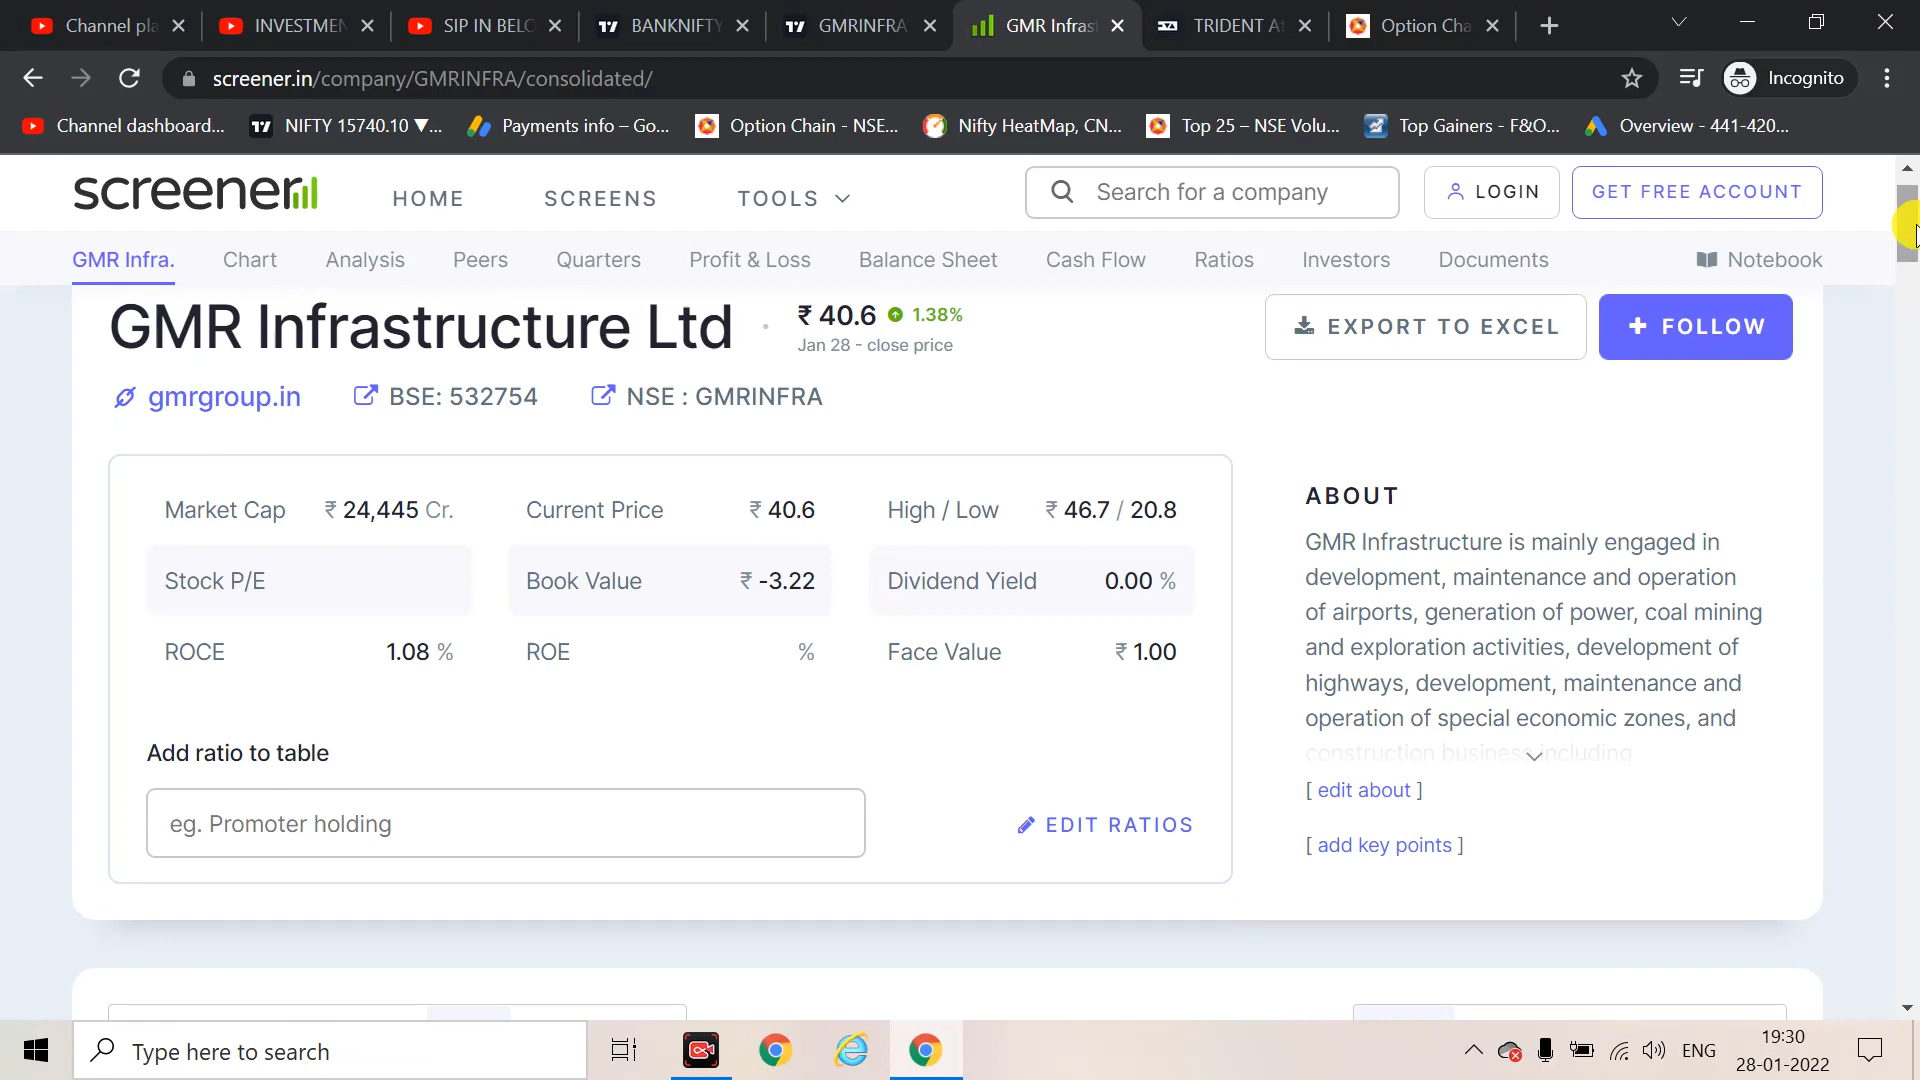 Channel pla
INVESTMEN
SIP IN BELO
BANKNIFTY
GMRINFRA
GMR Infras
TRIDENT A
Option Cha
screener.in/company/GMRINFRA/consolidated/
Incognito
Channel dashboard...
NIFTY 15740.10 ▼...
Payments info – Go...
Option Chain - NSE...
Nifty HeatMap, CN...
Top 25 – NSE Volu...
Top Gainers - F&O...
Overview - 441-420...
screener
HOME
SCREENS
TOOLS
Search for a company
LOGIN
GET FREE ACCOUNT
GMR Infra.
Chart
Analysis
Peers
Quarters
Profit & Loss
Balance Sheet
Cash Flow
Ratios
Investors
Documents
Notebook
GMR Infrastructure Ltd
₹ 40.6 1.38%
Jan 28 - close price
EXPORT TO EXCEL
+ FOLLOW
gmrgroup.in
BSE: 532754
NSE : GMRINFRA
Market Cap ₹ 24,445 Cr.
Current Price ₹ 40.6
High / Low ₹ 46.7 / 20.8
Stock P/E
Book Value ₹ -3.22
Dividend Yield 0.00 %
ROCE 1.08 %
ROE %
Face Value ₹ 1.00
Add ratio to table
eg. Promoter holding
EDIT RATIOS
ABOUT
GMR Infrastructure is mainly engaged in
development, maintenance and operation
of airports, generation of power, coal mining
and exploration activities, development of
highways, development, maintenance and
operation of special economic zones, and
construction business including
[ edit about ]
[ add key points ]
Type here to search
ENG
19:30
28-01-2022